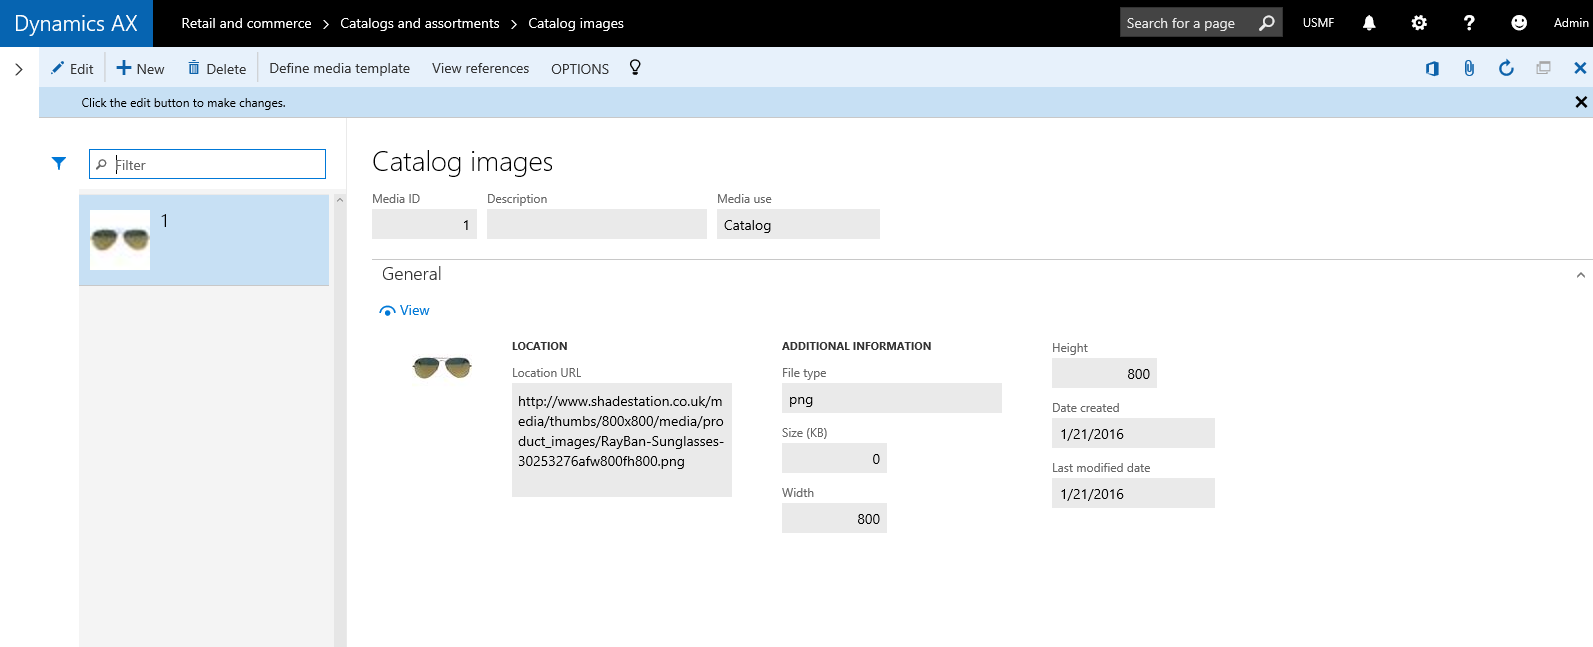 Dynamics AX
Retail and commerce > Catalogs and assortments > Catalog images
Search for a page
USMF
?
Admin
Edit
New
Delete
Define media template
View references
OPTIONS
Click the edit button to make changes.
Filter
1
Catalog images
Media ID
1
Description
Media use
Catalog
General
View
LOCATION
Location URL
http://www.shadestation.co.uk/m
edia/thumbs/800x800/media/pro
duct_images/RayBan-Sunglasses-
30253276afw800fh800.png
ADDITIONAL INFORMATION
File type
png
Size (KB)
0
Width
800
Height
800
Date created
1/21/2016
Last modified date
1/21/2016